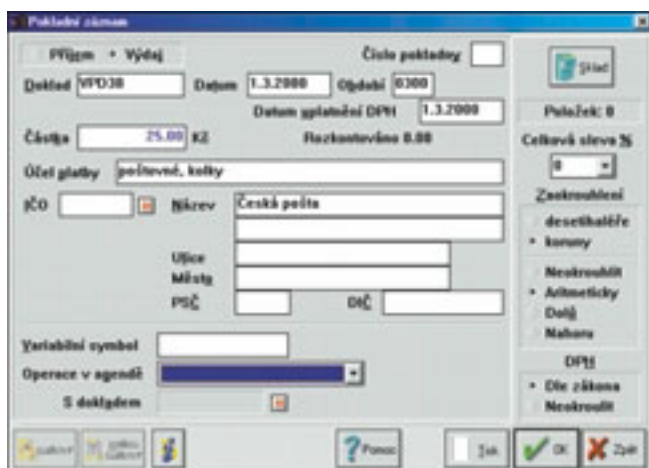 Pokladní záznam
Příjem Výdaj
Číslo pokladny
Doklad VPD38 Datum 1.3.2000 Období 0300
Datum uplatnění DPH 1.3.2000
Částka 25.00 Kč Rozkontováno 0.00
Účel platby poštovné, kolky
IČO Název Česká pošta
Ulice
Město
PSČ DIČ
Variabilní symbol
Operace v agendě
S dokladem
Pomoc
Tisk
OK
Zpět
Sklad
Položek: 0
Celková sleva %
0
Zaokrouhlení
desetihaléře
koruny
Neokrouhlit
Aritmeticky
Dolů
Nahoru
DPH
Dle zákona
Neokrouhlit